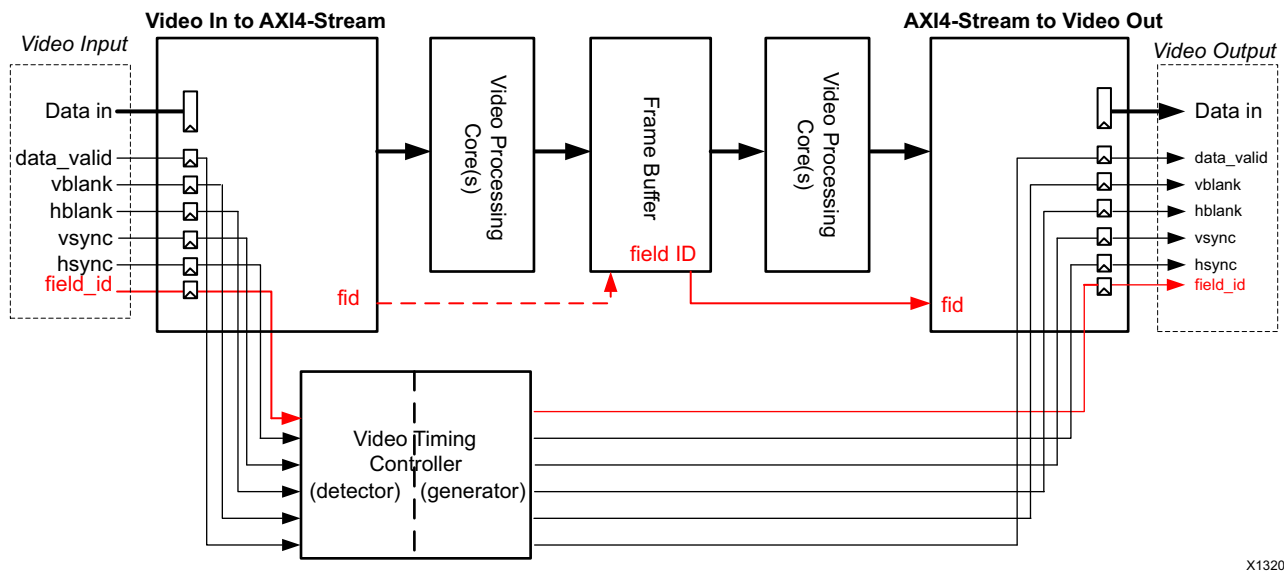 Video In to AXI4-Stream
AXI4-Stream to Video Out
Video Input
Video Output
Data in
data_valid
vblank
hblank
vsync
hsync
field_id
fid
Video Processing
Core(s)
Frame Buffer
field ID
Video Processing
Core(s)
fid
Data in
data_valid
vblank
hblank
vsync
hsync
field_id
Video Timing
Controller
(detector)
(generator)
X1320